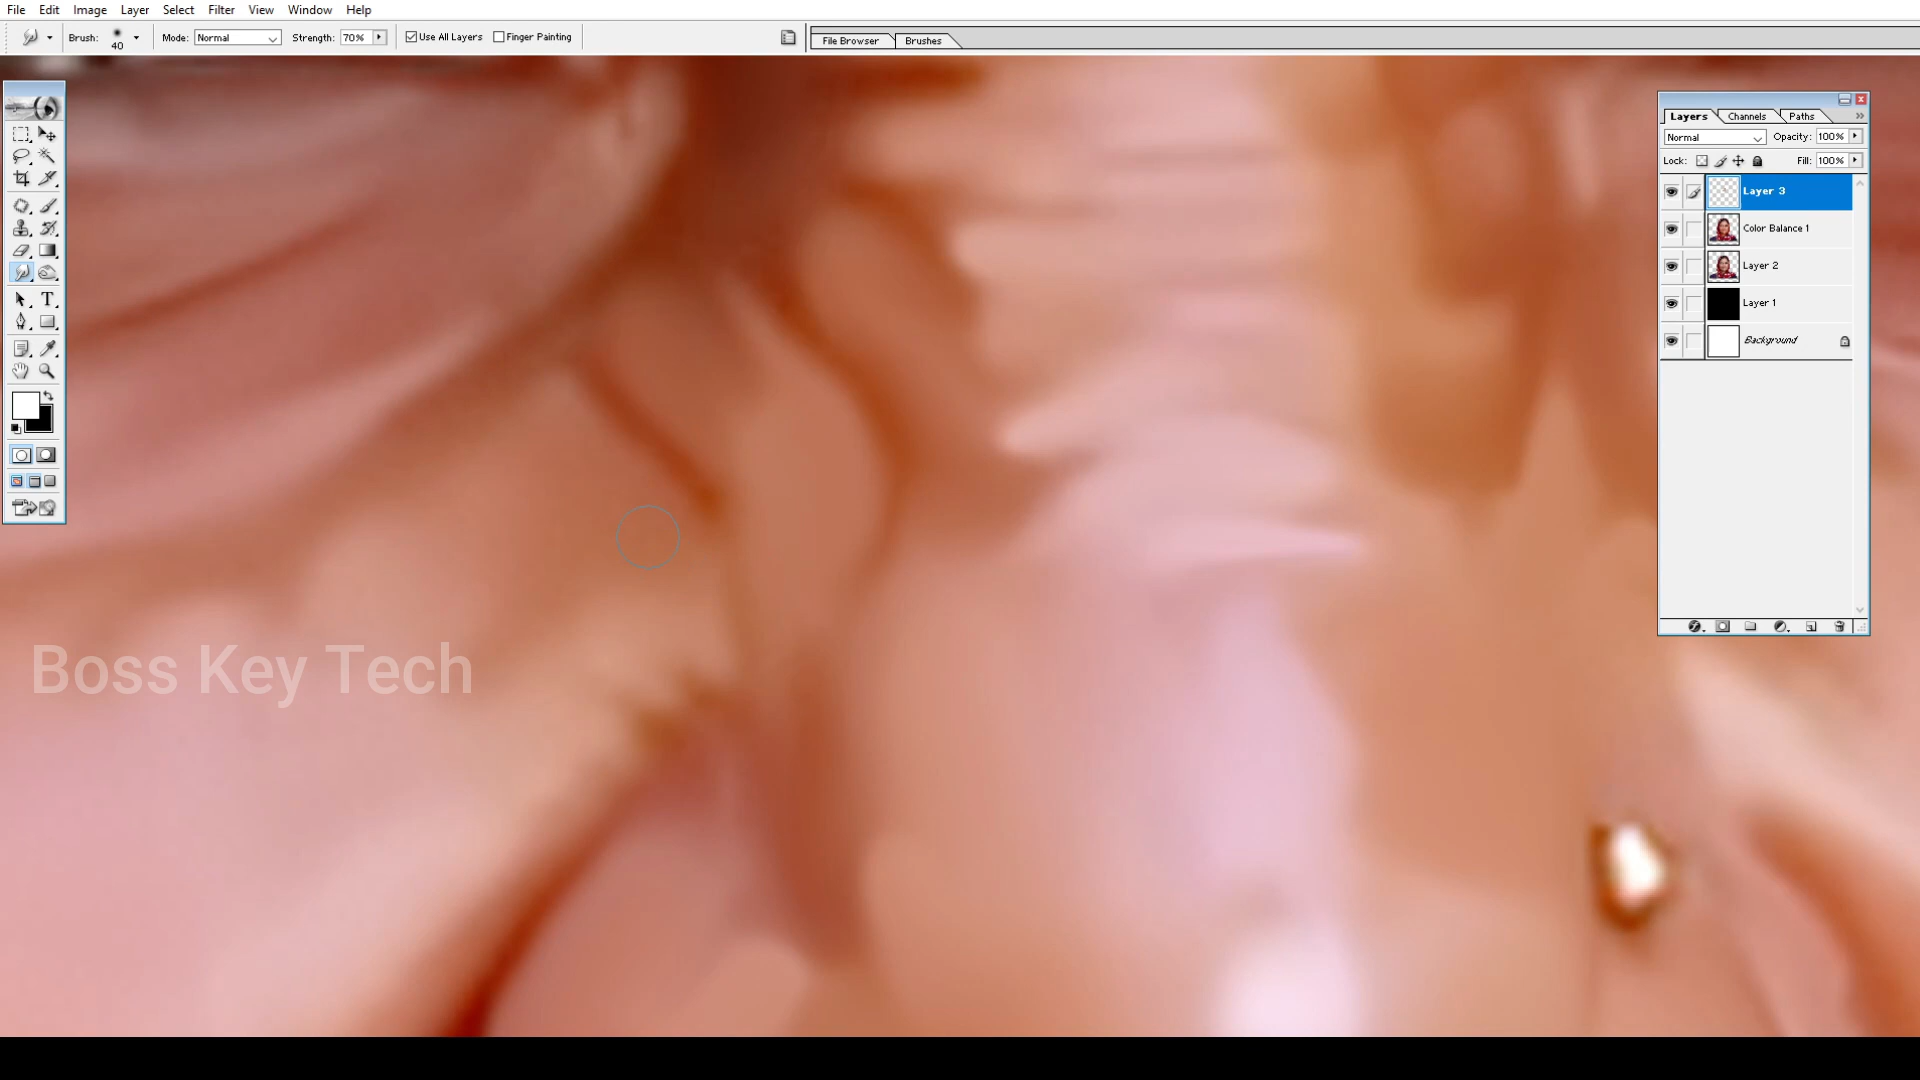 File Edit Image Layer Select Filter View Window Help
Brush: 40 Mode: Normal Strength: 70% Use All Layers Finger Painting File Browser Brushes
Layers Channels Paths
Normal Opacity: 100%
Lock: Fill: 100%
Layer 3
Color Balance 1
Layer 2
Layer 1
Background
T
Boss Key Tech